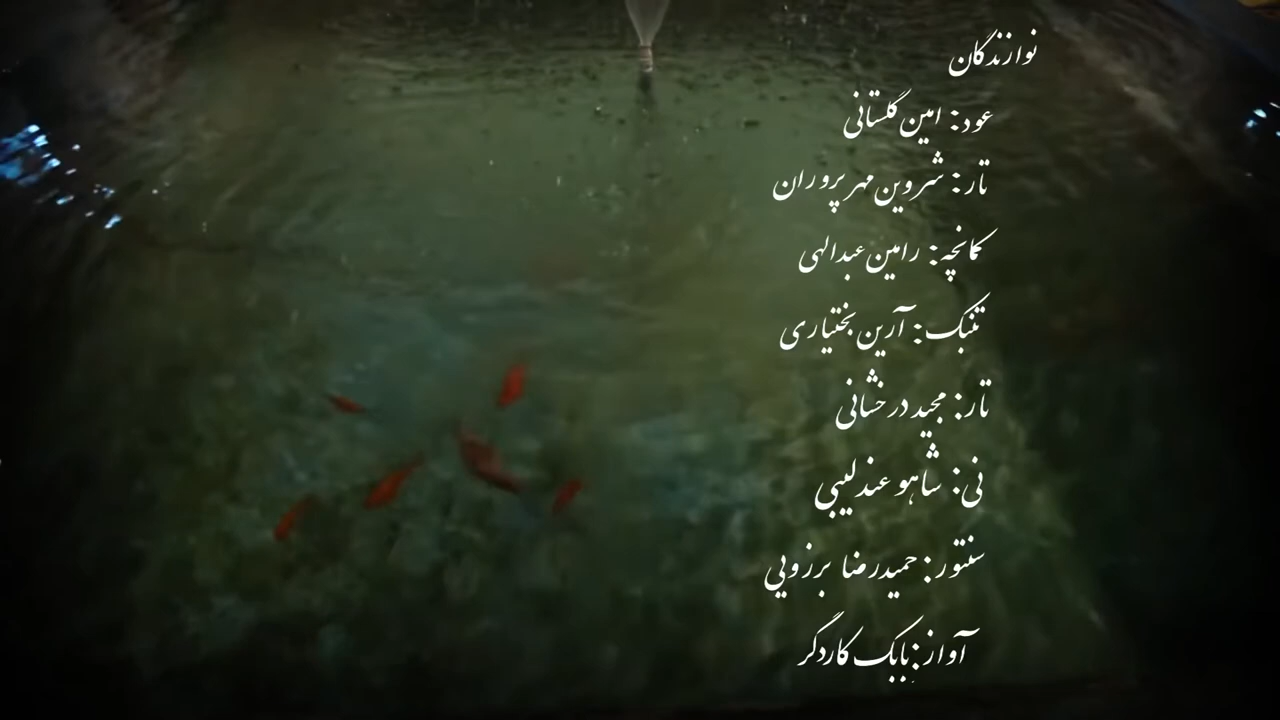 نوازندگان
عود: امین گلستانی
تار: شروین مهرپروران
کمانچه: رامین عبدالهی
تنبک: آرین بختیاری
تار: مجید درخشانی
نی: شاهو عندلیبی
سنتور: حمیدرضا برزویی
آواز: بابک کاردگر